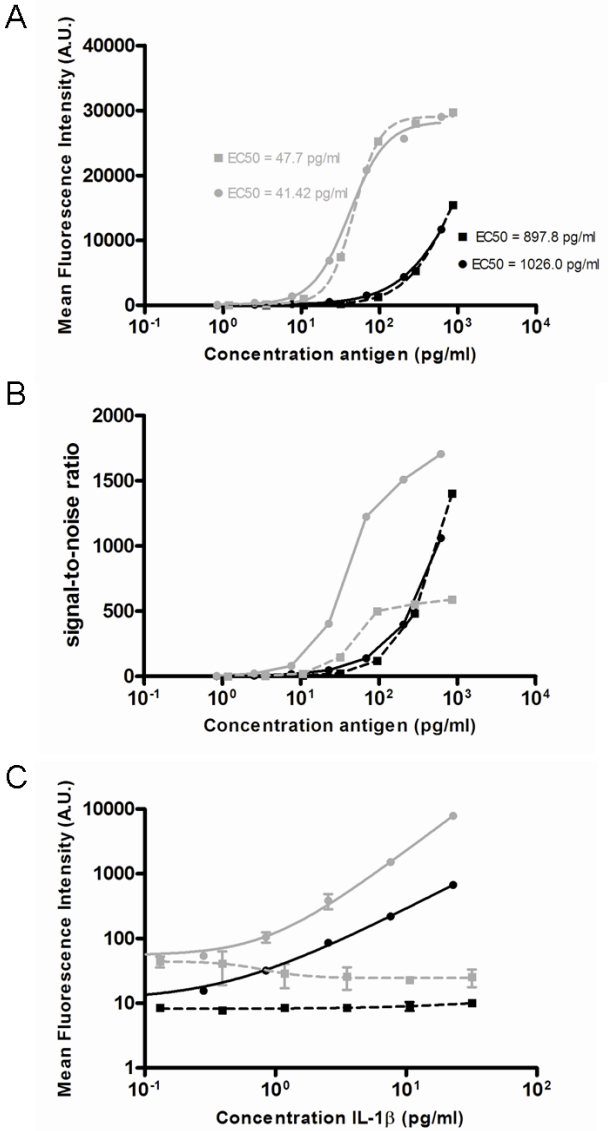 A
Mean Fluorescence Intensity (A.U.)
40000
30000
20000
10000
0
EC50 = 47.7 pg/ml
EC50 = 41.42 pg/ml
EC50 = 897.8 pg/ml
EC50 = 1026.0 pg/ml
10-1 100 101 102 103 104
Concentration antigen (pg/ml)
B
signal-to-noise ratio
2000
1500
1000
500
0
10-1 100 101 102 103 104
Concentration antigen (pg/ml)
C
Mean Fluorescence Intensity (A.U.)
10000
1000
100
10
1
10-1 100 101 102
Concentration IL-1β (pg/ml)